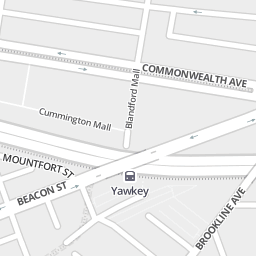 COMMONWEALTH AVE
Blandford Mall
Cummington Mall
MOUNTFORT ST
BEACON ST
Yawkey
BROOKLINE AVE